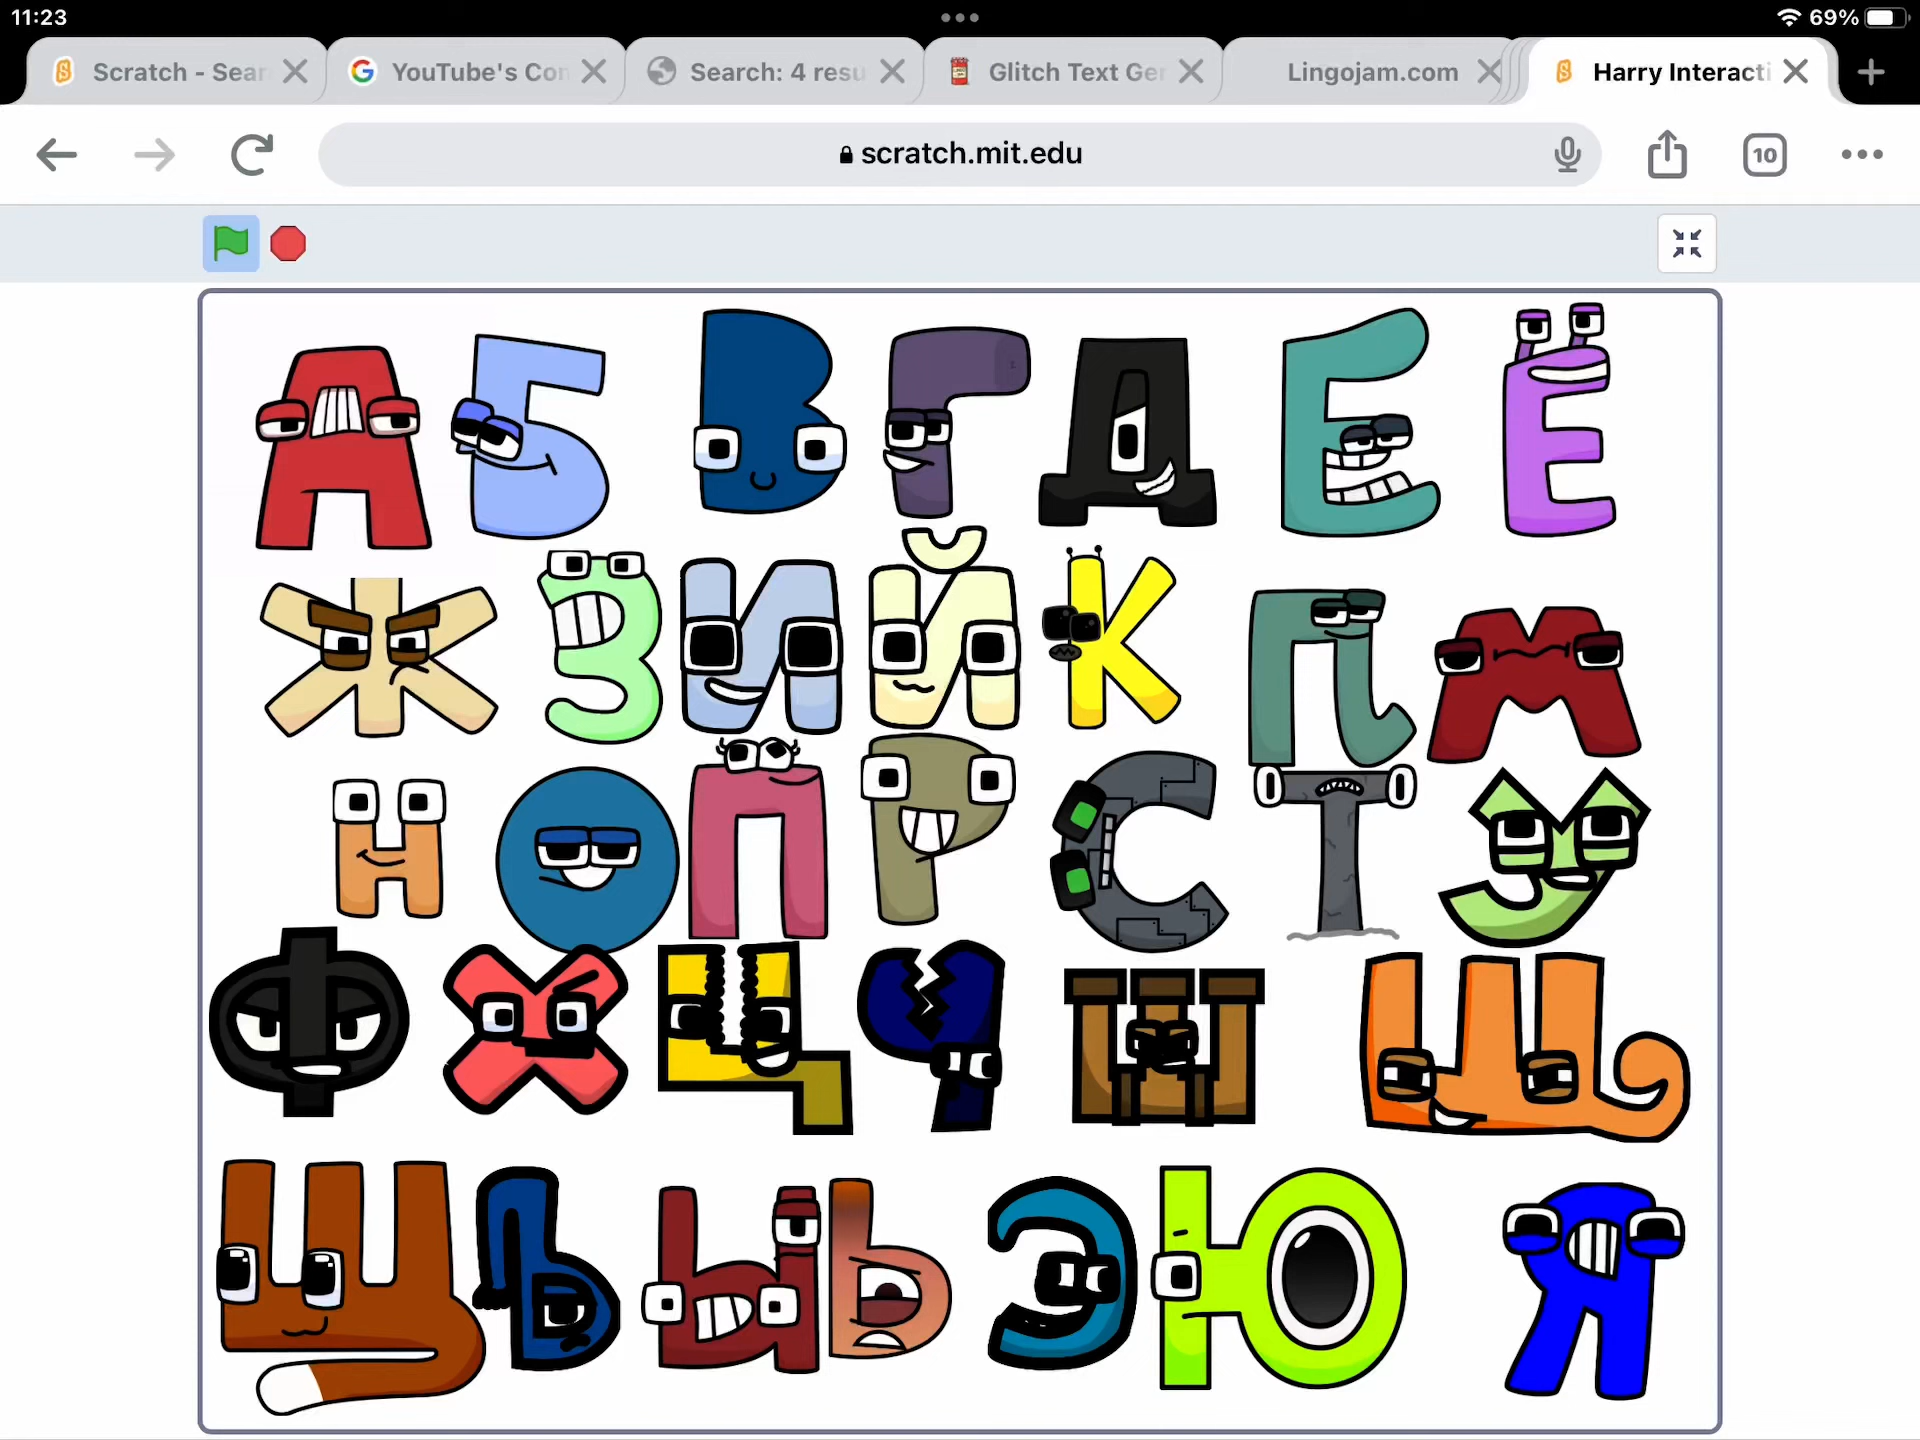 11:23
69%
Scratch - Sear
YouTube's Con
Search: 4 resu
Glitch Text Ger
Lingojam.com
Harry Interacti
scratch.mit.edu
10
А Б В Г Д Е Ё
Ж З И Й К Л М
Н О П Р С Т У
Ф Х Ц Ч Ш Щ
Щ Ъ Ы Ь Э Ю Я